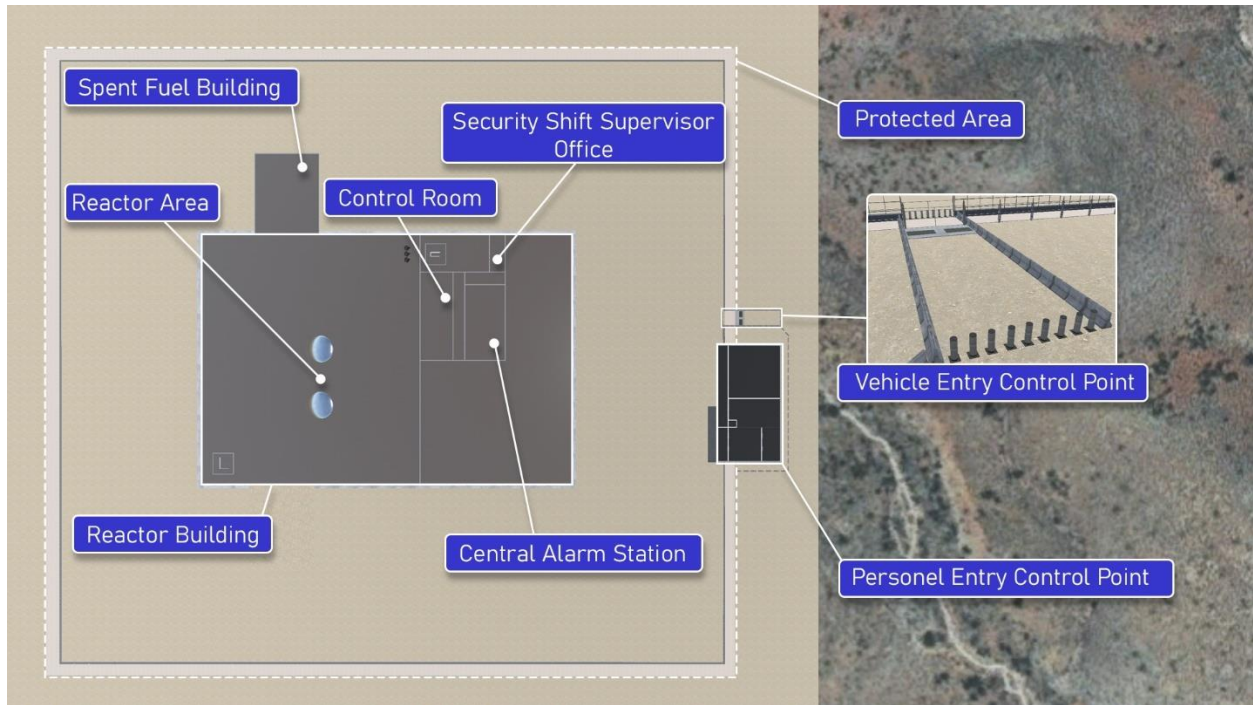 Spent Fuel Building
Security Shift Supervisor
Office
Protected Area
Reactor Area
Control Room
Vehicle Entry Control Point
Reactor Building
Central Alarm Station
Personel Entry Control Point